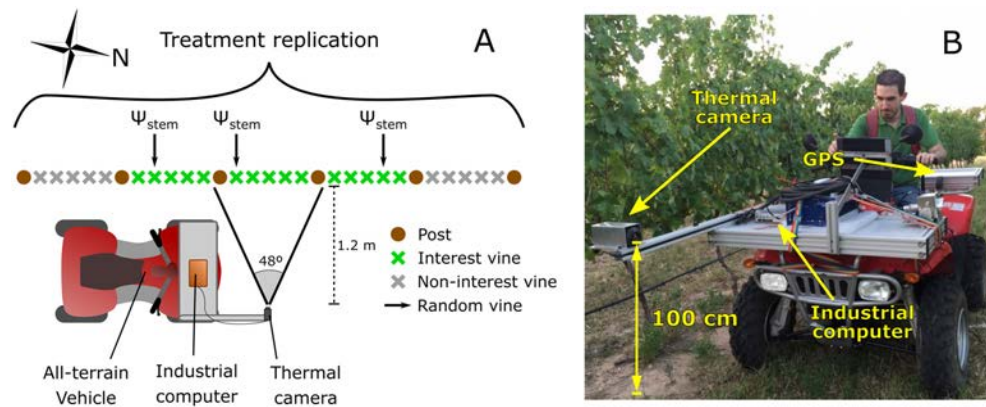 Treatment replication
A
N
Ψstem
Ψstem
Ψstem
1.2 m
48º
Post
Interest vine
Non-interest vine
Random vine
All-terrain
Vehicle
Industrial
computer
Thermal
camera
B
Thermal
camera
GPS
Industrial
computer
100 cm